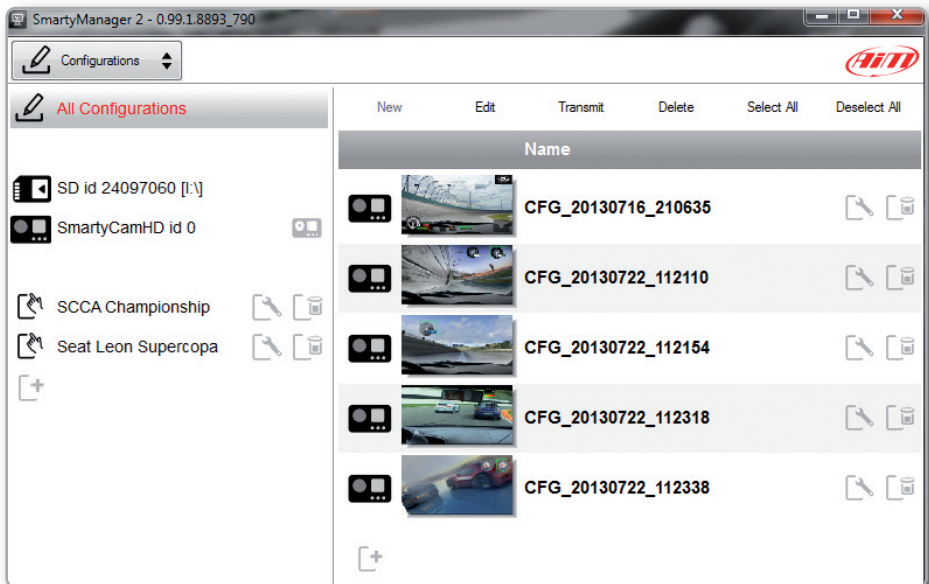 SmartyManager 2 - 0.99.1.8893_790
Configurations
AiM
All Configurations
New Edit Transmit Delete Select All Deselect All
Name
SD id 24097060 [I:\]
SmartyCamHD id 0
SCCA Championship
Seat Leon Supercopa
CFG_20130716_210635
CFG_20130722_112110
CFG_20130722_112154
CFG_20130722_112318
CFG_20130722_112338